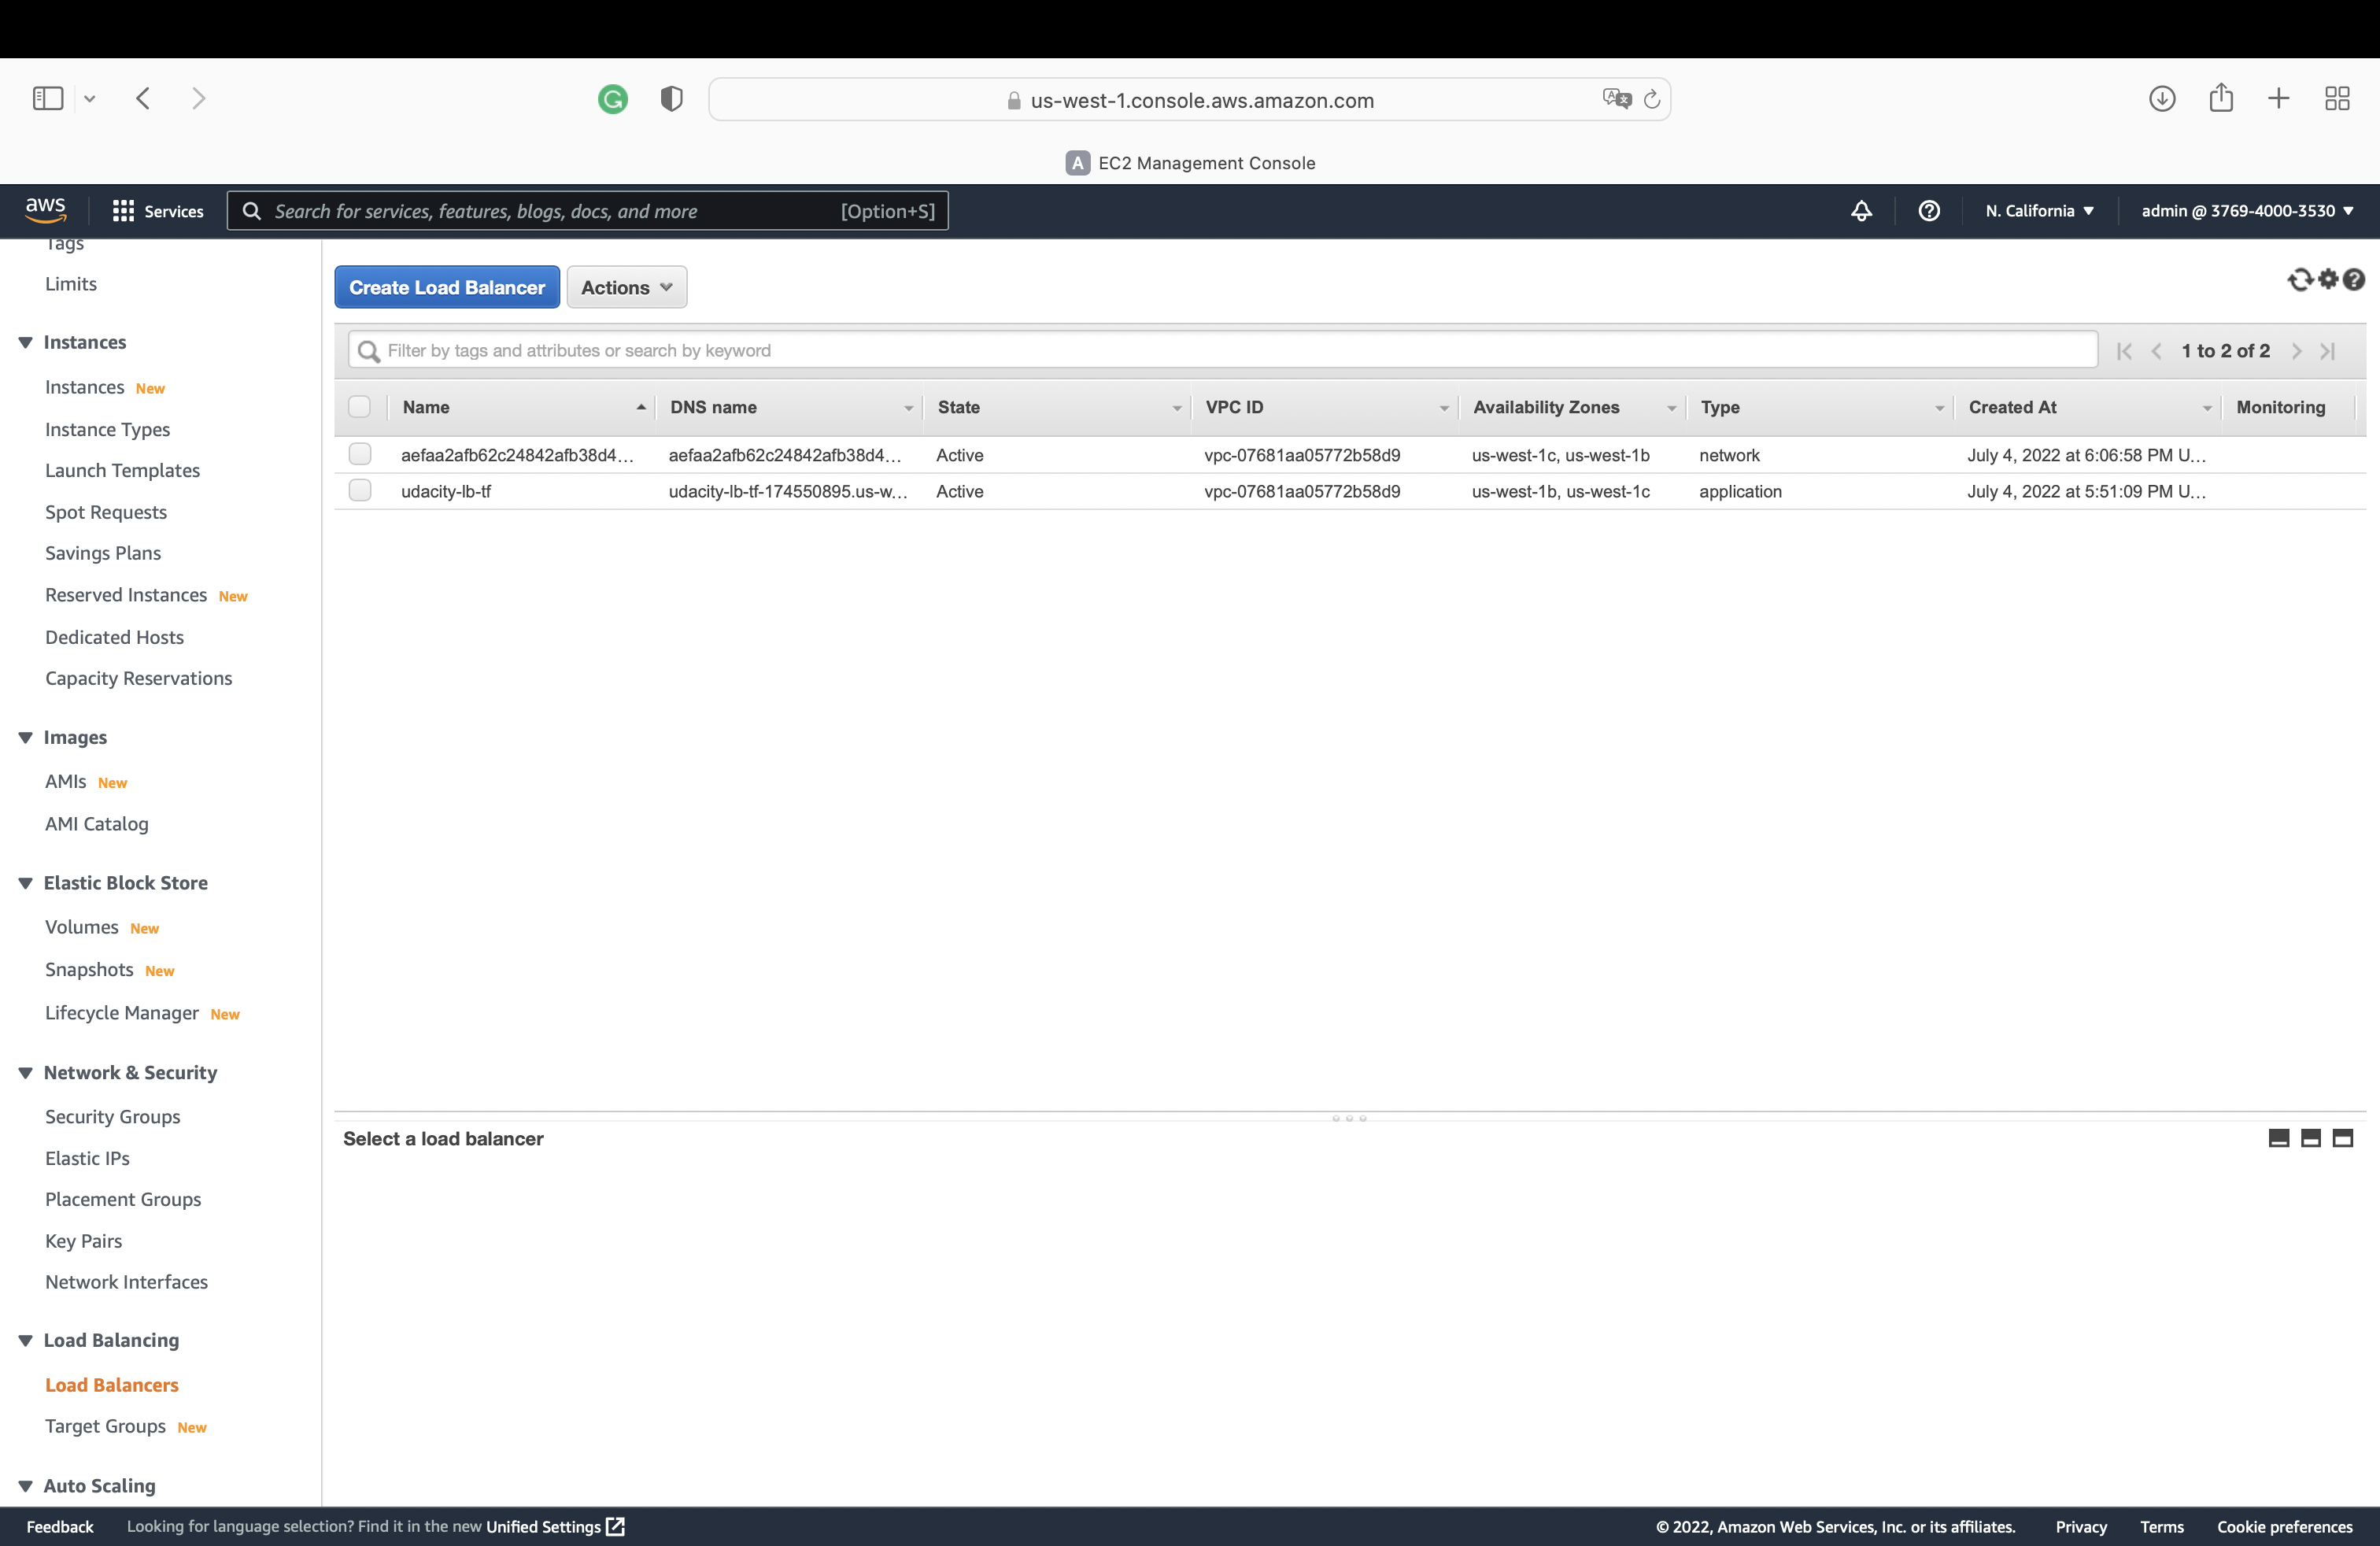 us-west-1.console.aws.amazon.com
A EC2 Management Console
aws Services Search for services, features, blogs, docs, and more [Option+S] N. California admin @ 3769-4000-3530
Tags
Limits
Instances
Instances New
Instance Types
Launch Templates
Spot Requests
Savings Plans
Reserved Instances New
Dedicated Hosts
Capacity Reservations
Images
AMIs New
AMI Catalog
Elastic Block Store
Volumes New
Snapshots New
Lifecycle Manager New
Network & Security
Security Groups
Elastic IPs
Placement Groups
Key Pairs
Network Interfaces
Load Balancing
Load Balancers
Target Groups New
Auto Scaling
Create Load Balancer Actions
Filter by tags and attributes or search by keyword 1 to 2 of 2
Name DNS name State VPC ID Availability Zones Type Created At Monitoring
aefaa2afb62c24842afb38d4... aefaa2afb62c24842afb38d4... Active vpc-07681aa05772b58d9 us-west-1c, us-west-1b network July 4, 2022 at 6:06:58 PM U...
udacity-lb-tf udacity-lb-tf-174550895.us-w... Active vpc-07681aa05772b58d9 us-west-1b, us-west-1c application July 4, 2022 at 5:51:09 PM U...
Select a load balancer
Feedback Looking for language selection? Find it in the new Unified Settings © 2022, Amazon Web Services, Inc. or its affiliates. Privacy Terms Cookie preferences